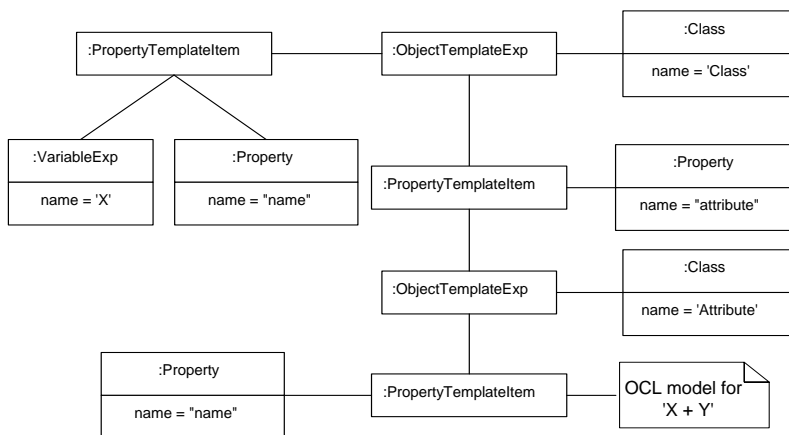 :PropertyTemplateItem
:ObjectTemplateExp
:Class
name = 'Class'
:VariableExp
name = 'X'
:Property
name = "name"
:PropertyTemplateItem
:Property
name = "attribute"
:ObjectTemplateExp
:Class
name = 'Attribute'
:Property
name = "name"
:PropertyTemplateItem
OCL model for
'X + Y'